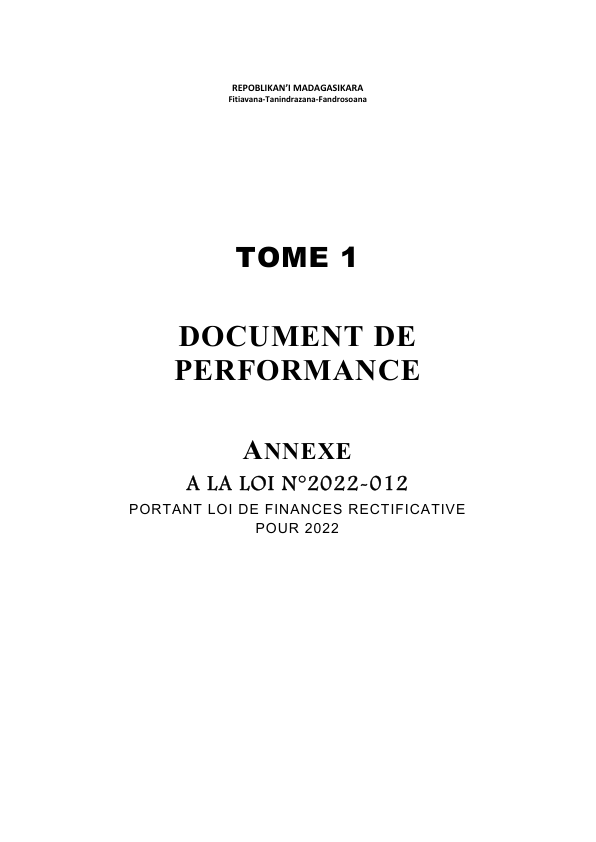 REPOBLIKAN'I MADAGASIKARA
Fitiavana-Tanindrazana-Fandrosoana
TOME 1
DOCUMENT DE
PERFORMANCE
ANNEXE
A LA LOI N°2022-012
PORTANT LOI DE FINANCES RECTIFICATIVE
POUR 2022